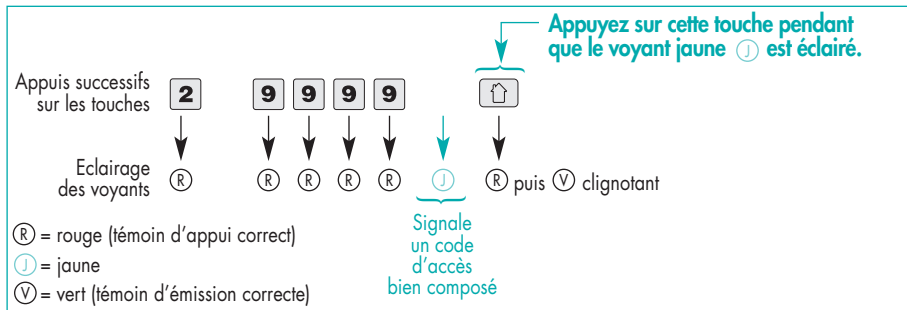 Appuyez sur cette touche pendant
que le voyant jaune J est éclairé.
Appuis successifs
sur les touches
2 9 9 9 9
Eclairage
des voyants
R R R R R J R puis V clignotant
R = rouge (témoin d'appui correct)
J = jaune
V = vert (témoin d'émission correcte)
Signale
un code
d'accès
bien composé